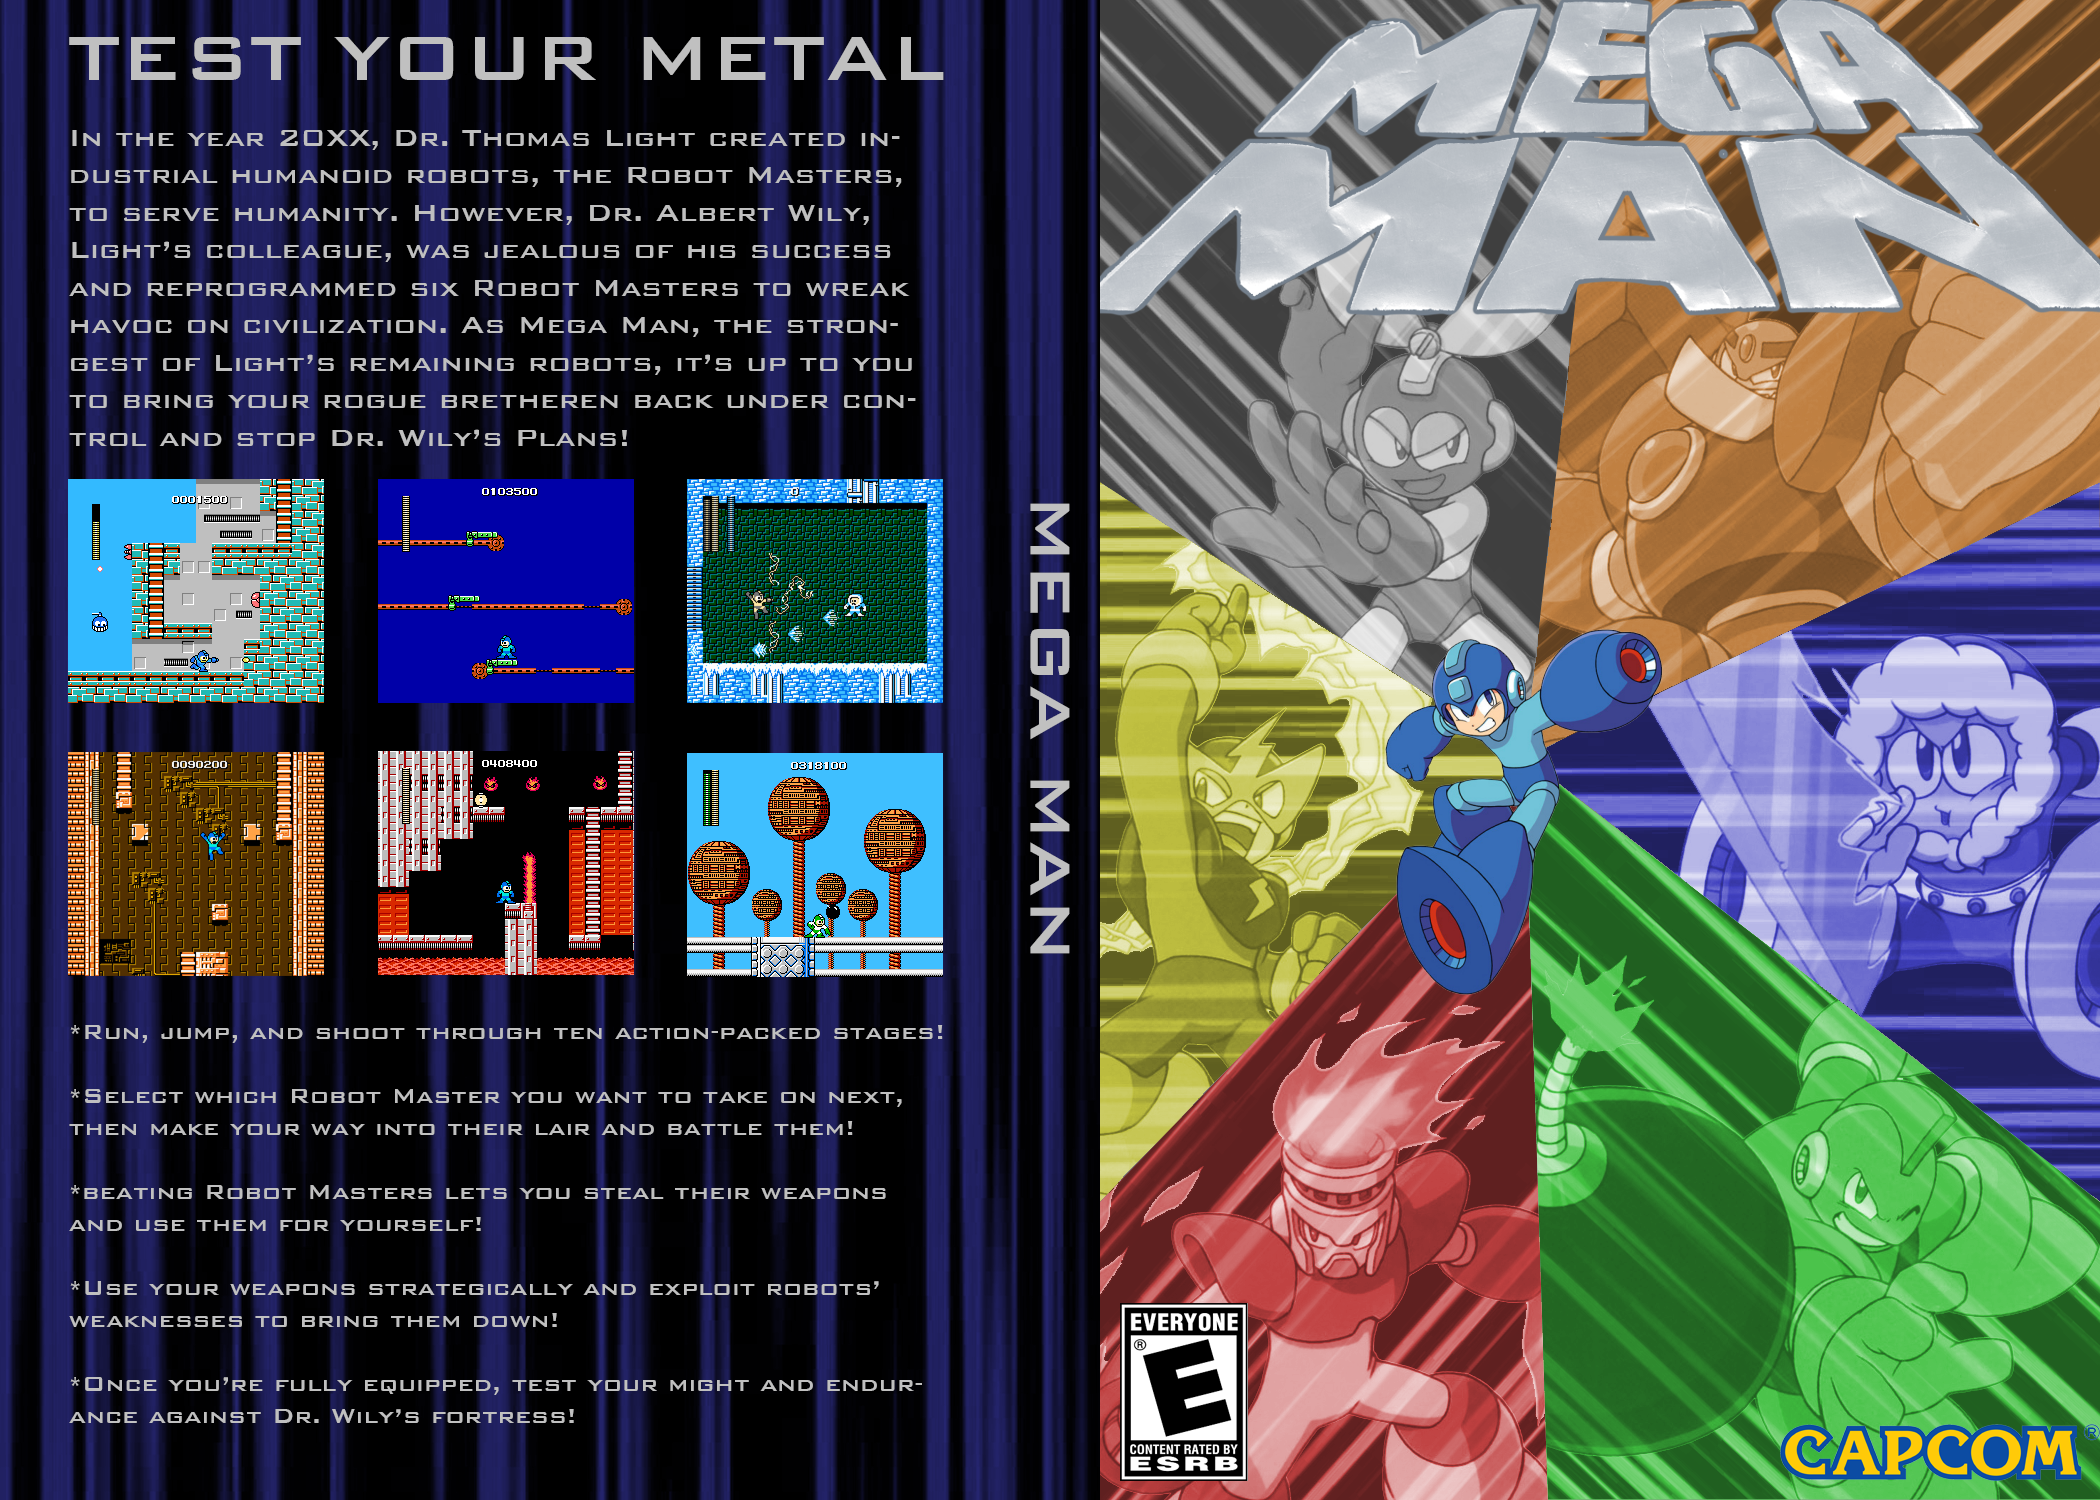 TEST YOUR METAL
IN THE YEAR 20XX, DR. THOMAS LIGHT CREATED IN-
DUSTRIAL HUMANOID ROBOTS, THE ROBOT MASTERS,
TO SERVE HUMANITY. HOWEVER, DR. ALBERT WILY,
LIGHT'S COLLEAGUE, WAS JEALOUS OF HIS SUCCESS
AND REPROGRAMMED SIX ROBOT MASTERS TO WREAK
HAVOC ON CIVILIZATION. AS MEGA MAN, THE STRON-
GEST OF LIGHT'S REMAINING ROBOTS, IT'S UP TO YOU
TO BRING YOUR ROGUE BRETHEREN BACK UNDER CON-
TROL AND STOP DR. WILY'S PLANS!
0001500
0103500
0
0090200
0408400
0318100
*RUN, JUMP, AND SHOOT THROUGH TEN ACTION-PACKED STAGES!
*SELECT WHICH ROBOT MASTER YOU WANT TO TAKE ON NEXT,
THEN MAKE YOUR WAY INTO THEIR LAIR AND BATTLE THEM!
*BEATING ROBOT MASTERS LETS YOU STEAL THEIR WEAPONS
AND USE THEM FOR YOURSELF!
*USE YOUR WEAPONS STRATEGICALLY AND EXPLOIT ROBOTS'
WEAKNESSES TO BRING THEM DOWN!
*ONCE YOU'RE FULLY EQUIPPED, TEST YOUR MIGHT AND ENDUR-
ANCE AGAINST DR. WILY'S FORTRESS!
MEGA MAN
MEGA
MAN
EVERYONE
®
E
CONTENT RATED BY
ESRB
CAPCOM®